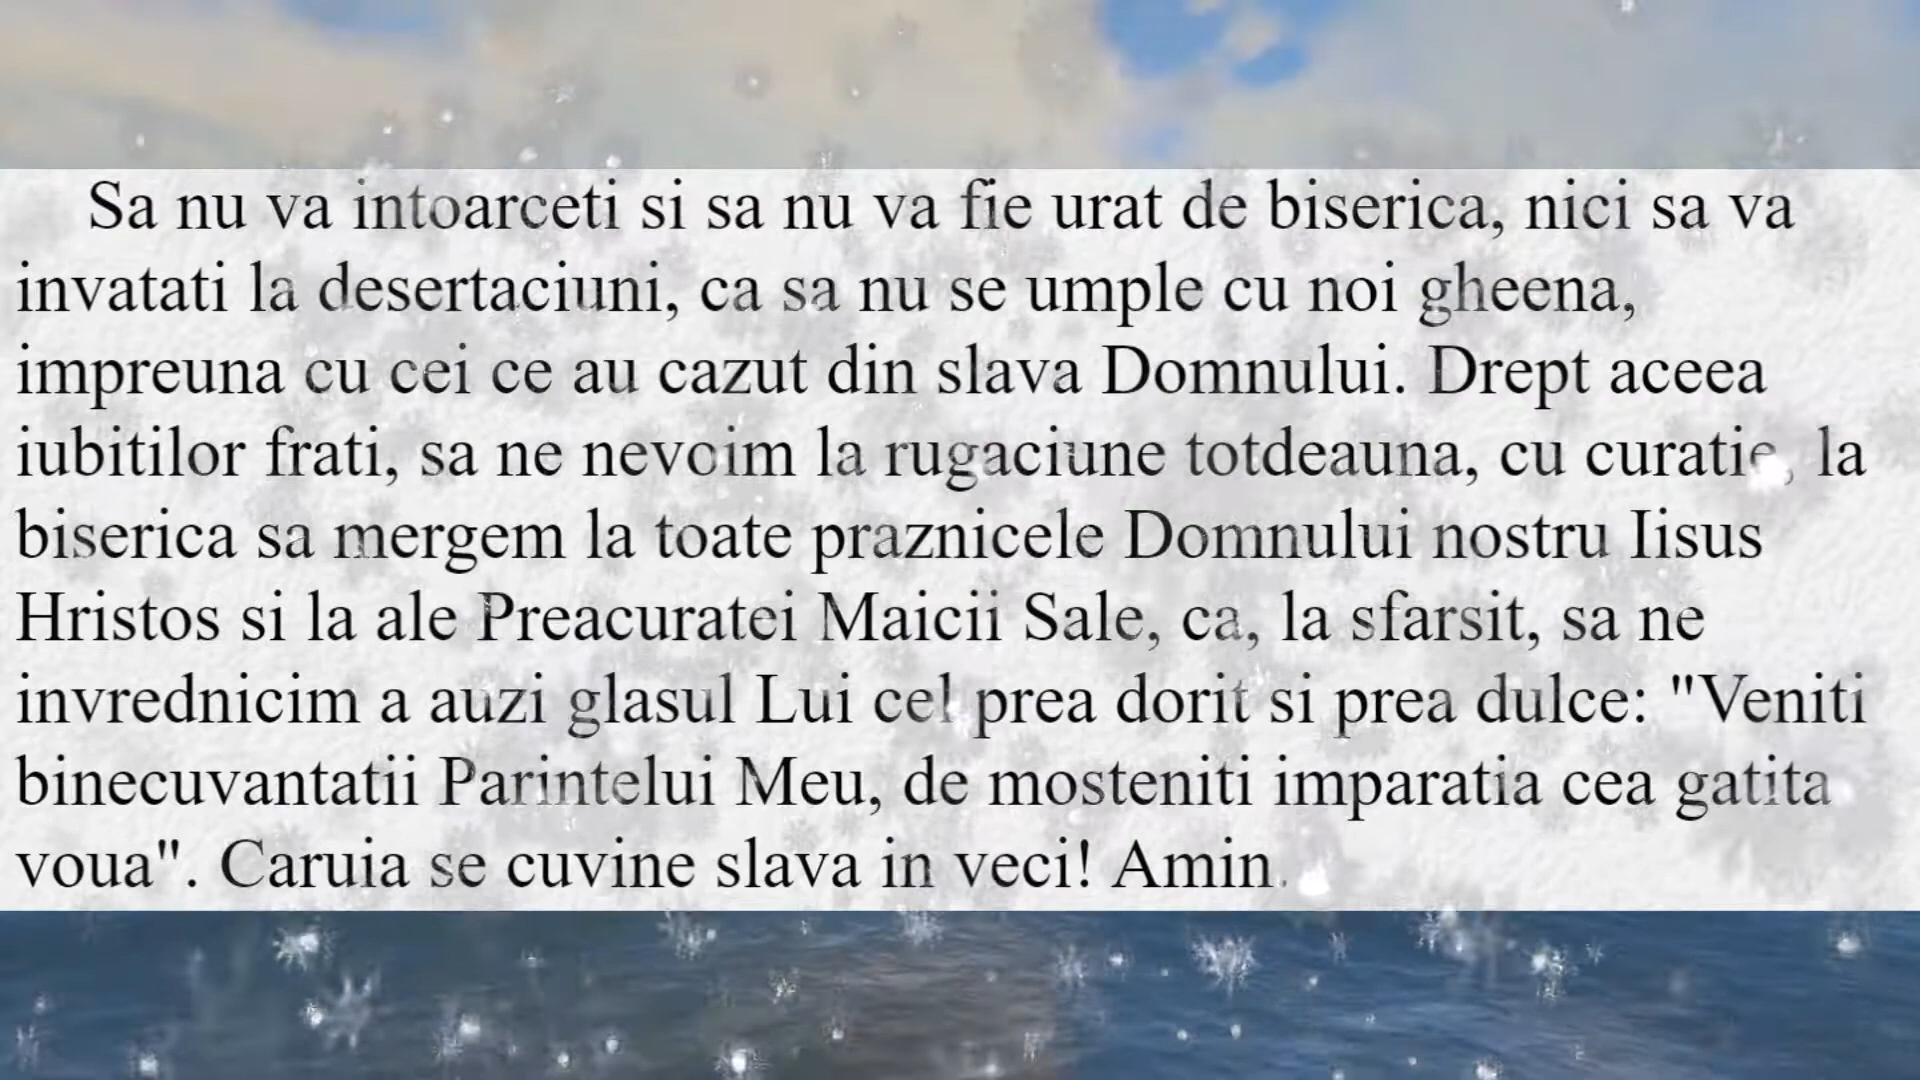 Sa nu va intoarceti si sa nu va fie urat de biserica, nici sa va
invatati la desertaciuni, ca sa nu se umple cu noi gheena,
impreuna cu cei ce au cazut din slava Domnului. Drept aceea
iubitilor frati, sa ne nevoim la rugaciune totdeauna, cu curatie, la
biserica sa mergem la toate praznicele Domnului nostru Iisus
Hristos si la ale Preacuratei Maicii Sale, ca, la sfarsit, sa ne
invrednicim a auzi glasul Lui cel prea dorit si prea dulce: "Veniti
binecuvantatii Parintelui Meu, de mosteniti imparatia cea gatita
voua". Caruia se cuvine slava in veci! Amin.